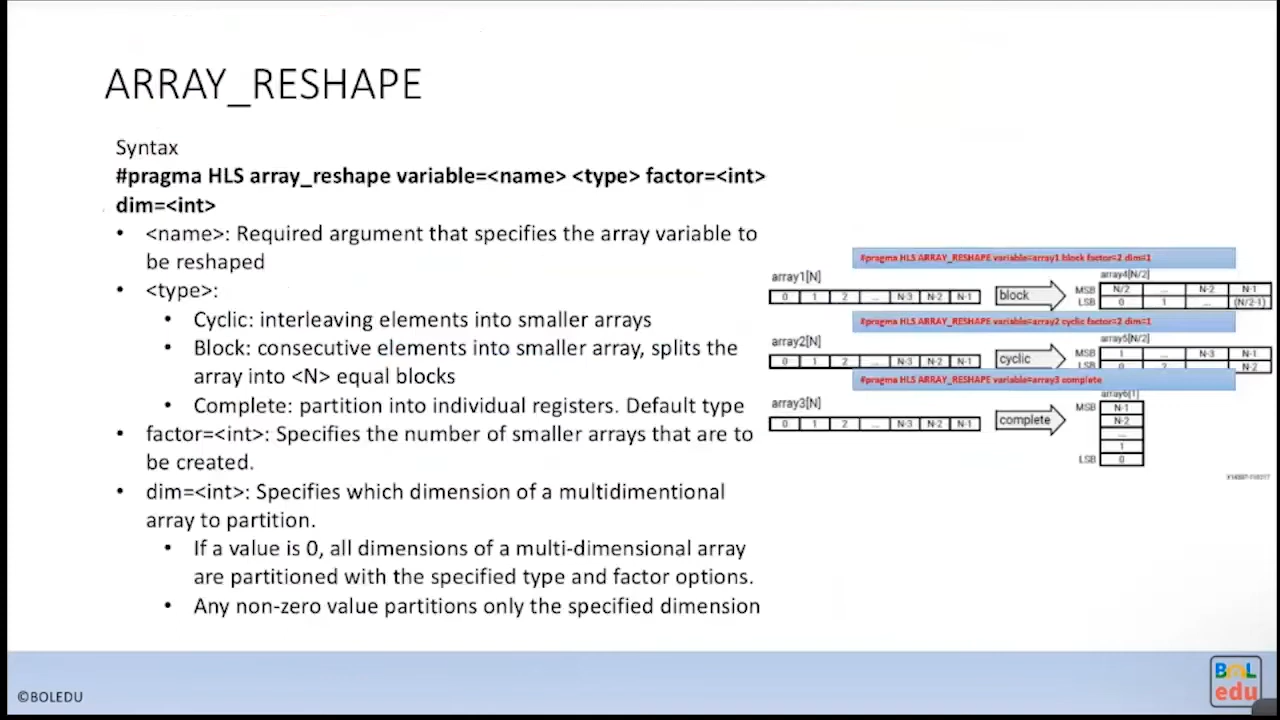 ARRAY_RESHAPE
Syntax
#pragma HLS array_reshape variable=<name> <type> factor=<int>
dim=<int>
• <name>: Required argument that specifies the array variable to
be reshaped
• <type>:
• Cyclic: interleaving elements into smaller arrays
• Block: consecutive elements into smaller array, splits the
array into <N> equal blocks
• Complete: partition into individual registers. Default type
• factor=<int>: Specifies the number of smaller arrays that are to
be created.
• dim=<int>: Specifies which dimension of a multidimentional
array to partition.
• If a value is 0, all dimensions of a multi-dimensional array
are partitioned with the specified type and factor options.
• Any non-zero value partitions only the specified dimension
#pragma HLS ARRAY_RESHAPE variable=array1 block factor=2 dim=1
array1[N]
0 1 2 ... N-3 N-2 N-1
block
array4[N/2]
MSB N/2 ... N-2 N-1
LSB 0 1 ... (N/2-1)
#pragma HLS ARRAY_RESHAPE variable=array2 cyclic factor=2 dim=1
array2[N]
0 1 2 ... N-3 N-2 N-1
cyclic
array5[N/2]
MSB 1 ... N-3 N-1
LSB 0 2 ... N-2
#pragma HLS ARRAY_RESHAPE variable=array3 complete
array3[N]
0 1 2 ... N-3 N-2 N-1
complete
array6[1]
MSB N-1
N-2
...
1
LSB 0
©BOLEDU
BOL
edu